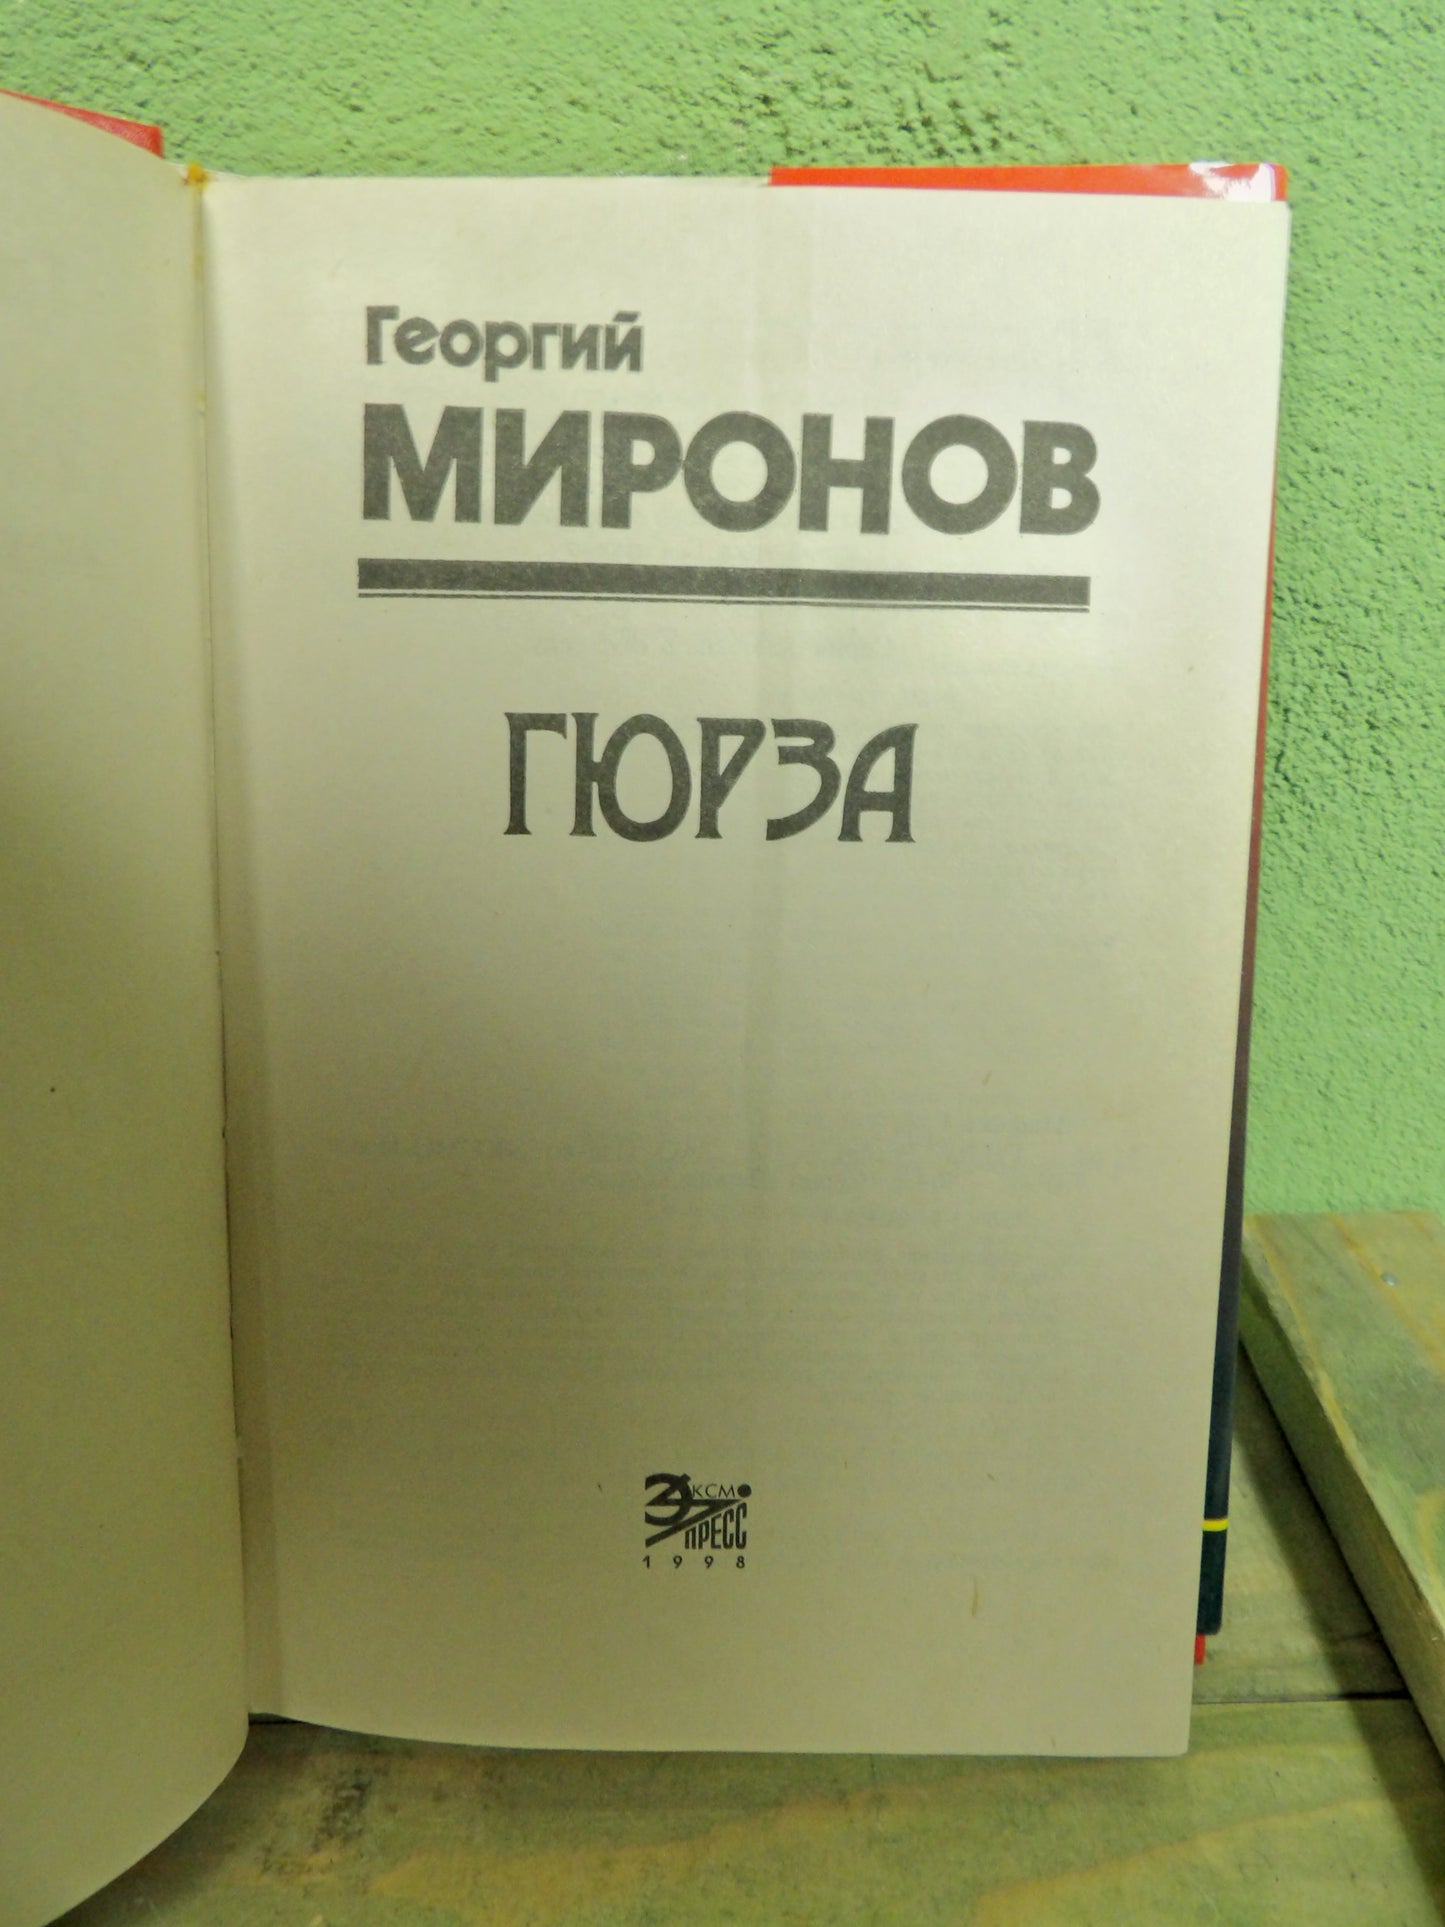 Георгий
МИРОНОВ
ГЮРЗА
ЭКСМО
ПРЕСС
1998